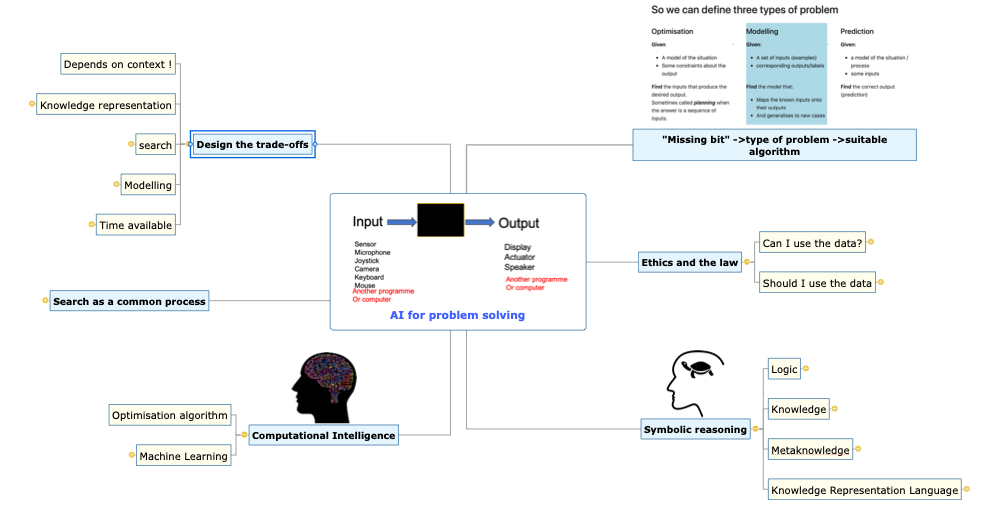 So we can define three types of problem
Optimisation
Given
A model of the situation
Some constraints about the
output
Find the inputs that produce the
desired output.
Sometimes called planning when
the answer is a sequence of
inputs.
Modelling
Given:
A set of inputs (examples)
corresponding outputs/labels
Find the model that:
Maps the known inputs onto
their outputs
And generalises to new cases
Prediction
Given:
a model of the situation /
process
some inputs
Find the correct output
(prediction)
"Missing bit" ->type of problem ->suitable
algorithm
Depends on context !
Knowledge representation
search
Modelling
Time available
Design the trade-offs
Input
Output
Sensor
Microphone
Joystick
Camera
Keyboard
Mouse
Another programme
Or computer
Display
Actuator
Speaker
Another programme
Or computer
AI for problem solving
Ethics and the law
Can I use the data?
Should I use the data
Search as a common process
Optimisation algorithm
Machine Learning
Computational Intelligence
Symbolic reasoning
Logic
Knowledge
Metaknowledge
Knowledge Representation Language